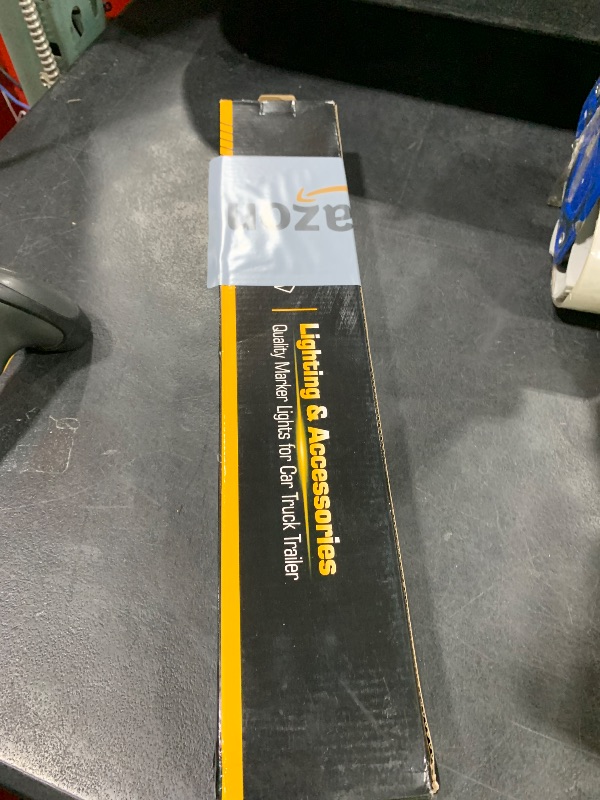 azon
Lighting & Accessories
Quality Marker Lights for Car Truck Trailer